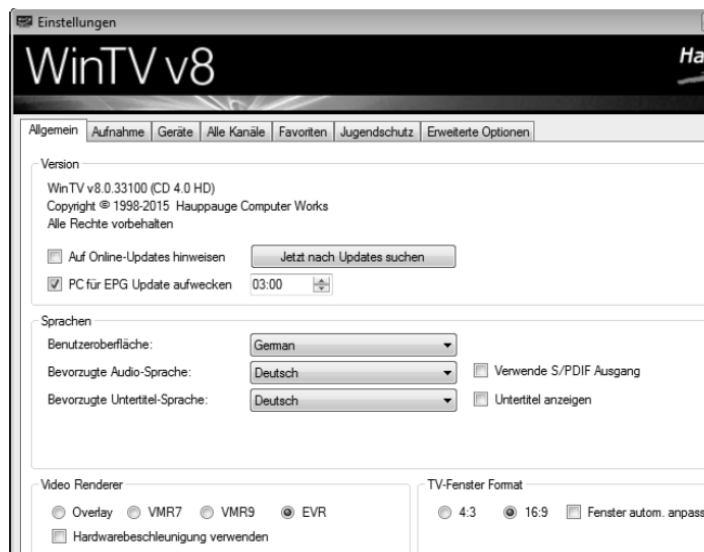 Einstellungen
WinTV v8
Allgemein Aufnahme Geräte Alle Kanäle Favoriten Jugendschutz Erweiterte Optionen
Version
WinTV v8.0.33100 (CD 4.0 HD)
Copyright © 1998-2015 Hauppauge Computer Works
Alle Rechte vorbehalten
Auf Online-Updates hinweisen Jetzt nach Updates suchen
PC für EPG Update aufwecken 03:00
Sprachen
Benutzeroberfläche: German
Bevorzugte Audio-Sprache: Deutsch Verwende S/PDIF Ausgang
Bevorzugte Untertitel-Sprache: Deutsch Untertitel anzeigen
Video Renderer TV-Fenster Format
Overlay VMR7 VMR9 EVR 4:3 16:9 Fenster autom. anpass
Hardwarebeschleunigung verwenden